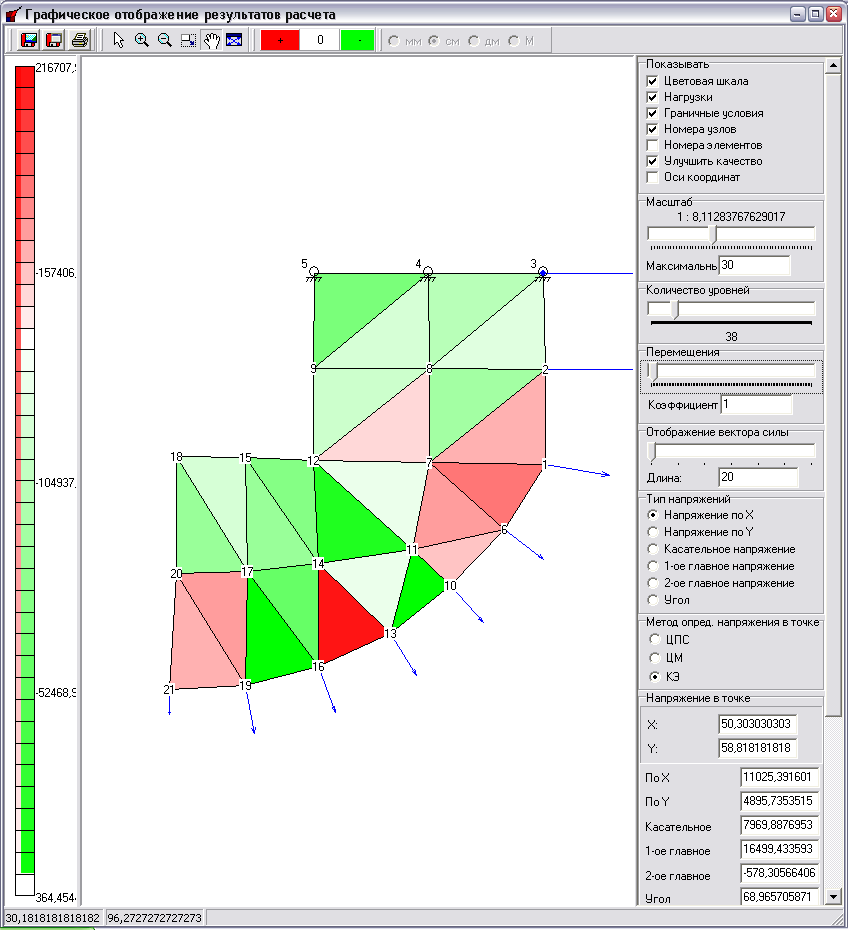 Графическое отображение результатов расчета
+ 0 - мм см дм М
216707,
-157406,
-104937,
-52468,9
364,454
5 4 3
9 8 2
18 15 12 7 1
6
11
20 17 14
10
13
16
21 19
Показывать
Цветовая шкала
Нагрузки
Граничные условия
Номера узлов
Номера элементов
Улучшить качество
Оси координат
Масштаб
1 : 8,11283767629017
Максимальнь 30
Количество уровней
38
Перемещения
Коэффициент 1
Отображение вектора силы
Длина: 20
Тип напряжений
Напряжение по X
Напряжение по Y
Касательное напряжение
1-ое главное напряжение
2-ое главное напряжение
Угол
Метод опред. напряжения в точке
ЦПС
ЦМ
КЭ
Напряжение в точке
X: 50,303030303
Y: 58,818181818
По X 11025,391601
По Y 4895,7353515
Касательное 7969,8876953
1-ое главное 16499,433593
2-ое главное -578,30566406
Угол 68,965705871
30,1818181818182 96,2727272727273